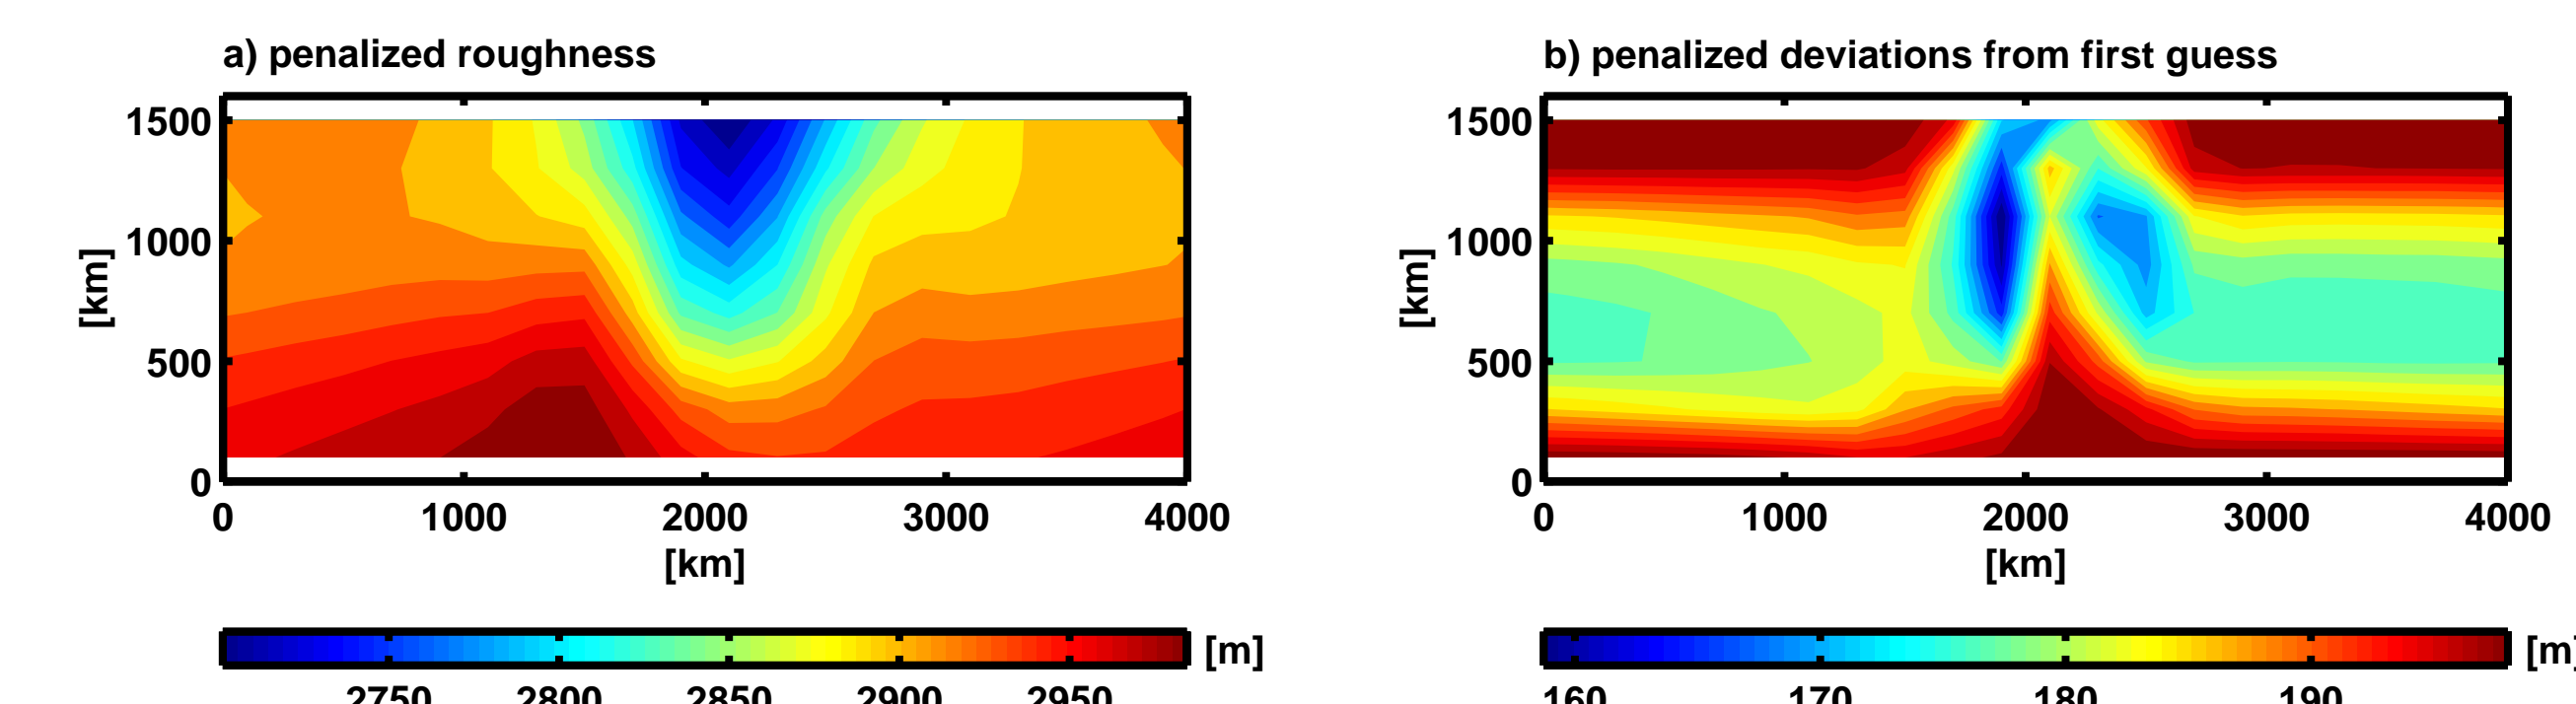 a) penalized roughness
1500
1000
500
0
[km]
0 1000 2000 3000 4000
[km]
[m]
2750 2800 2850 2900 2950
b) penalized deviations from first guess
1500
1000
500
0
[km]
0 1000 2000 3000 4000
[km]
[m]
160 170 180 190